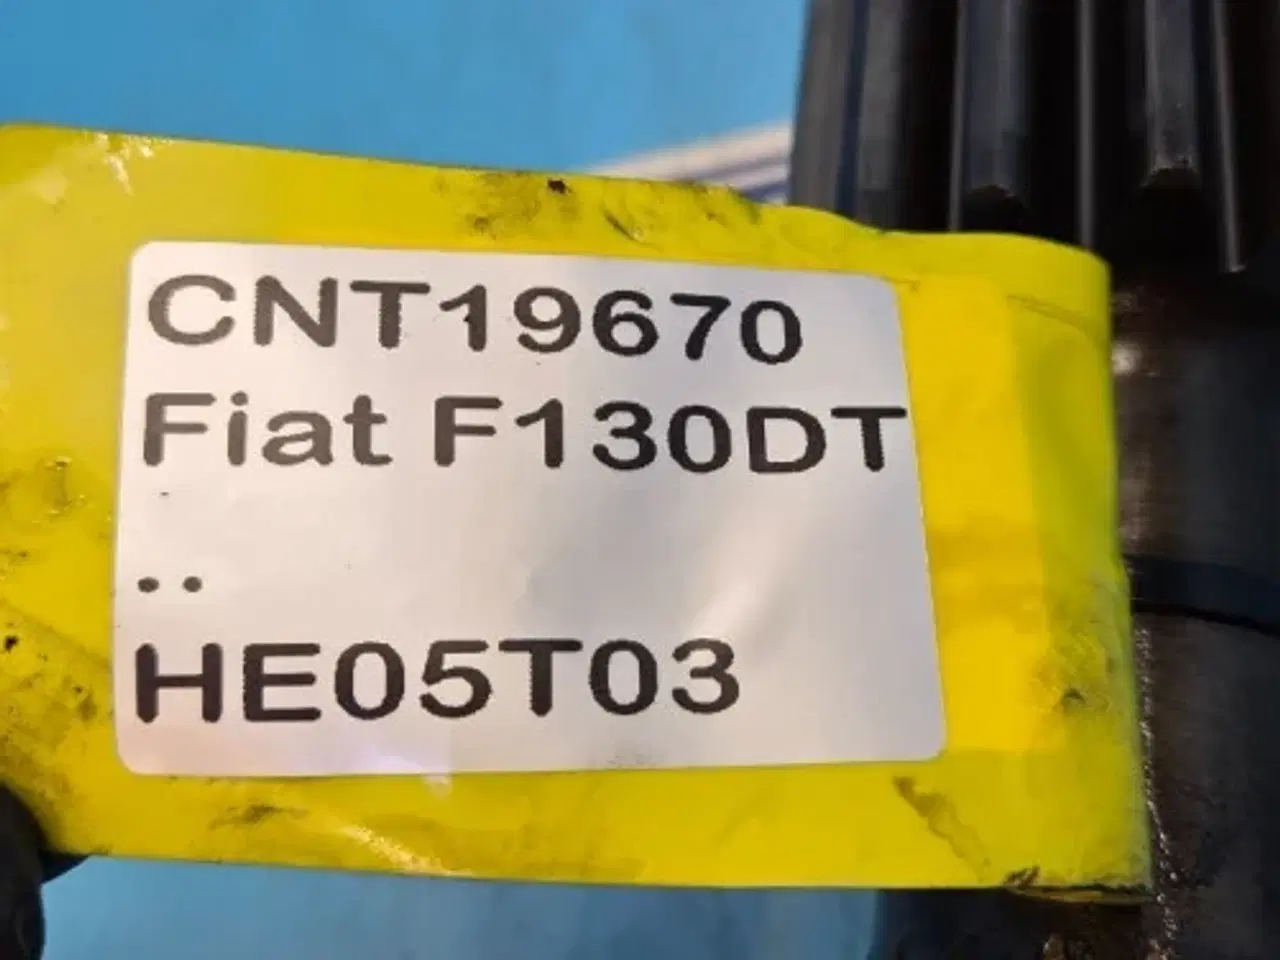 CNT19670
Fiat F130DT
..
HE05T03